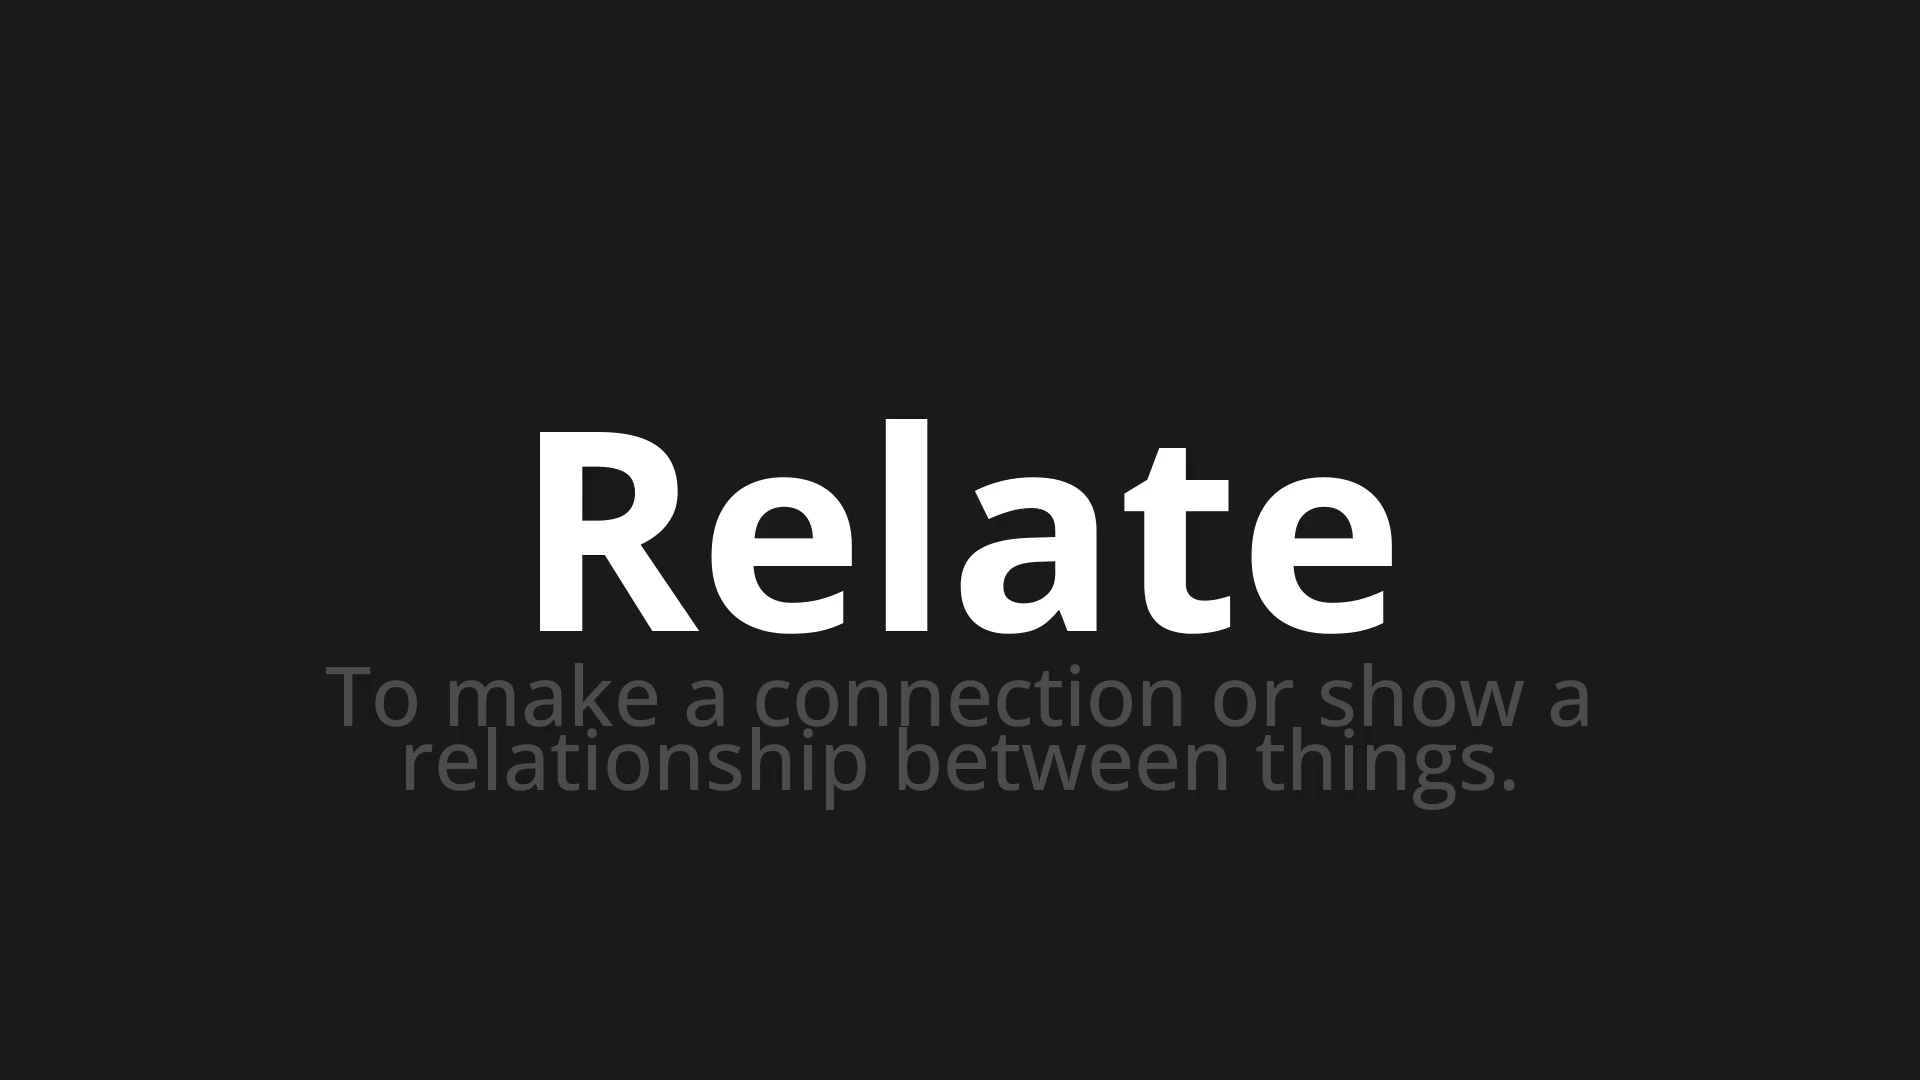 Relate
To make a connection or show a
relationship between things.